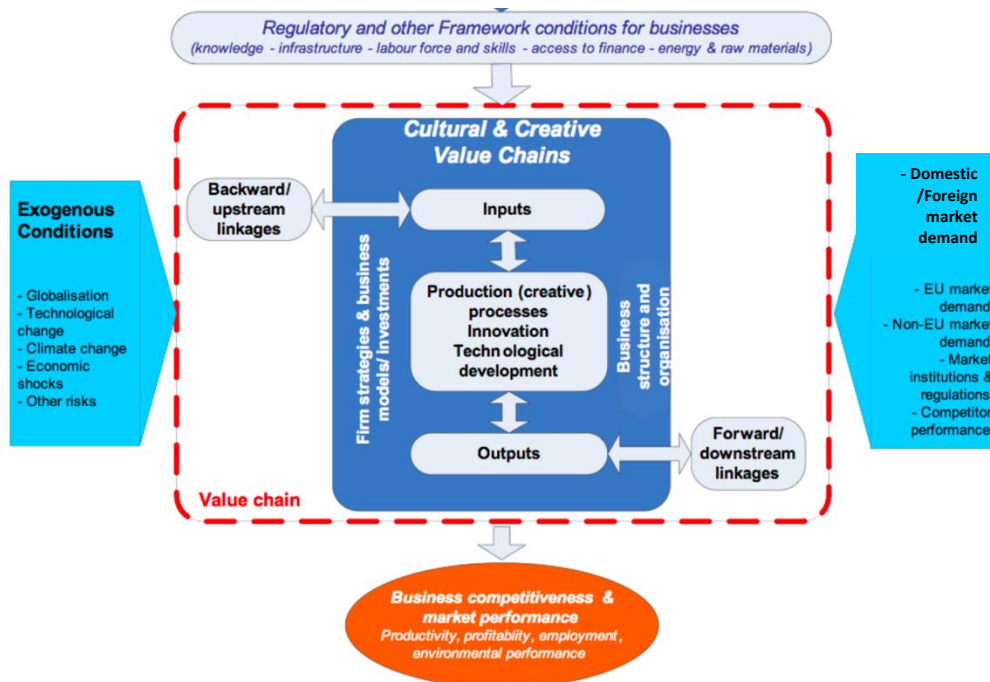 Regulatory and other Framework conditions for businesses
(knowledge - infrastructure - labour force and skills - access to finance - energy & raw materials)
Cultural & Creative
Value Chains
Backward/
upstream
linkages
Inputs
Exogenous
Conditions
- Globalisation
- Technological
change
- Climate change
- Economic
shocks
- Other risks
Firm strategies & business
models/ investments
Production (creative)
processes
Innovation
Technological
development
Business
structure and
organisation
- Domestic
/Foreign
market
demand
- EU market
demand
- Non-EU market
demand
- Market
institutions &
regulations
- Competitor
performance
Outputs
Forward/
downstream
linkages
Value chain
Business competitiveness &
market performance
Productivity, profitablity, employment,
environmental performance